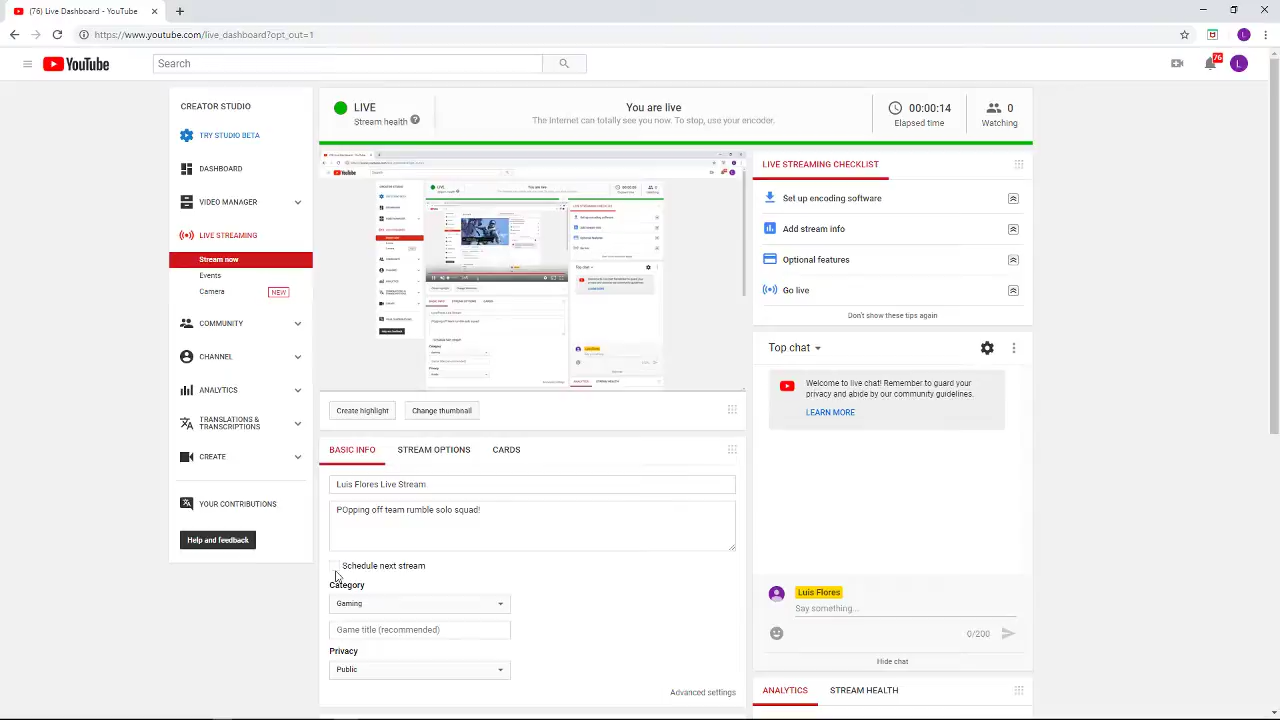 (76) Live Dashboard - YouTube
https://www.youtube.com/live_dashboard?opt_out=1
YouTube
Search
76
L
CREATOR STUDIO
TRY STUDIO BETA
DASHBOARD
VIDEO MANAGER
LIVE STREAMING
Stream now
Events
Camera NEW
COMMUNITY
CHANNEL
ANALYTICS
TRANSLATIONS &
TRANSCRIPTIONS
CREATE
YOUR CONTRIBUTIONS
Help and feedback
LIVE
Stream health ?
You are live
The Internet can totally see you now. To stop, use your encoder.
00:00:14
Elapsed time
0
Watching
Create highlight
Change thumbnail
BASIC INFO STREAM OPTIONS CARDS
Luis Flores Live Stream
POpping off team rumble solo squad!
Schedule next stream
Category
Gaming
Game title (recommended)
Privacy
Public
Advanced settings
LIVE STREAMING CHECKLIST
Set up encoding software
Add stream info
Optional features
Go live
Don't show these tips again
Top chat
Welcome to live chat! Remember to guard your
privacy and abide by our community guidelines.
LEARN MORE
Luis Flores
Say something...
0/200
Hide chat
ANALYTICS STREAM HEALTH